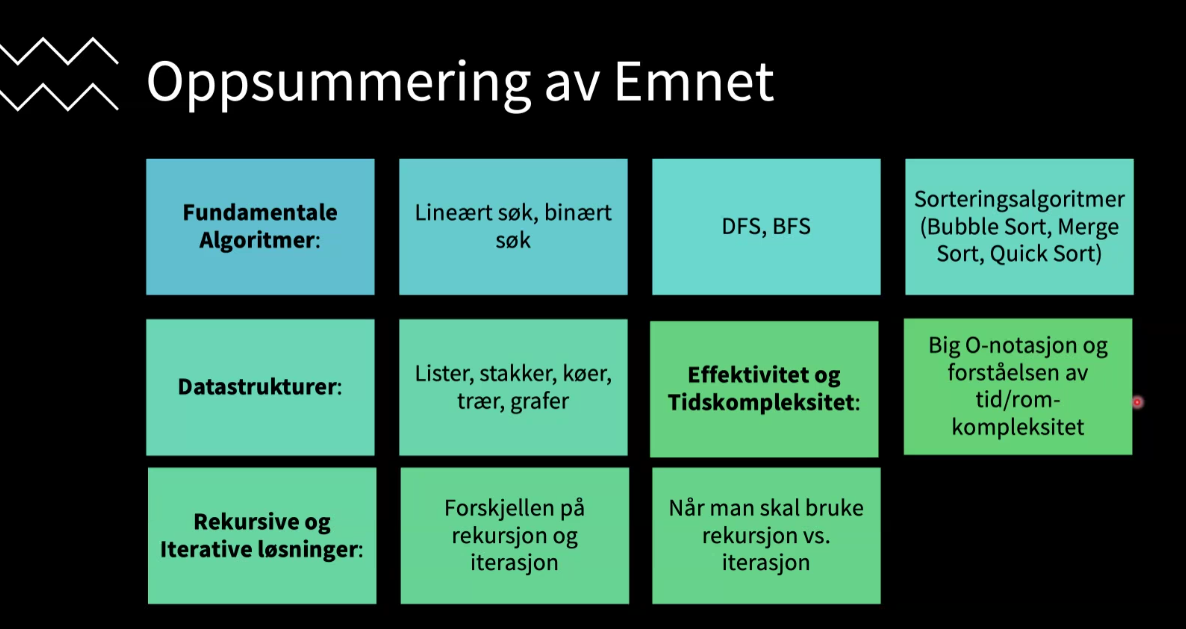 Oppsummering av Emnet
Fundamentale
Algoritmer:
Lineært søk, binært
søk
DFS, BFS
Sorteringsalgoritmer
(Bubble Sort, Merge
Sort, Quick Sort)
Datastrukturer:
Lister, stakker, køer,
trær, grafer
Effektivitet og
Tidskompleksitet:
Big O-notasjon og
forståelsen av
tid/rom-
kompleksitet
Rekursive og
Iterative løsninger:
Forskjellen på
rekursjon og
iterasjon
Når man skal bruke
rekursjon vs.
iterasjon